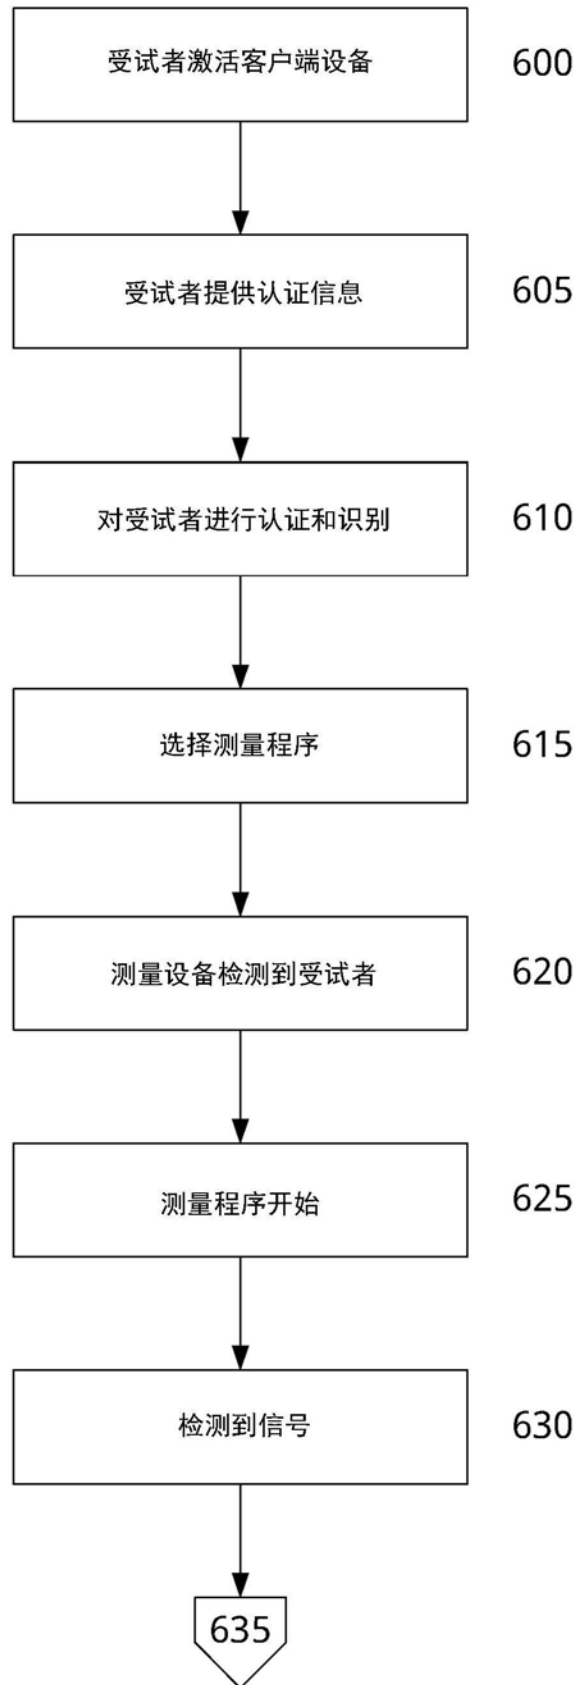 受试者激活客户端设备 600
受试者提供认证信息 605
对受试者进行认证和识别 610
选择测量程序 615
测量设备检测到受试者 620
测量程序开始 625
检测到信号 630
635